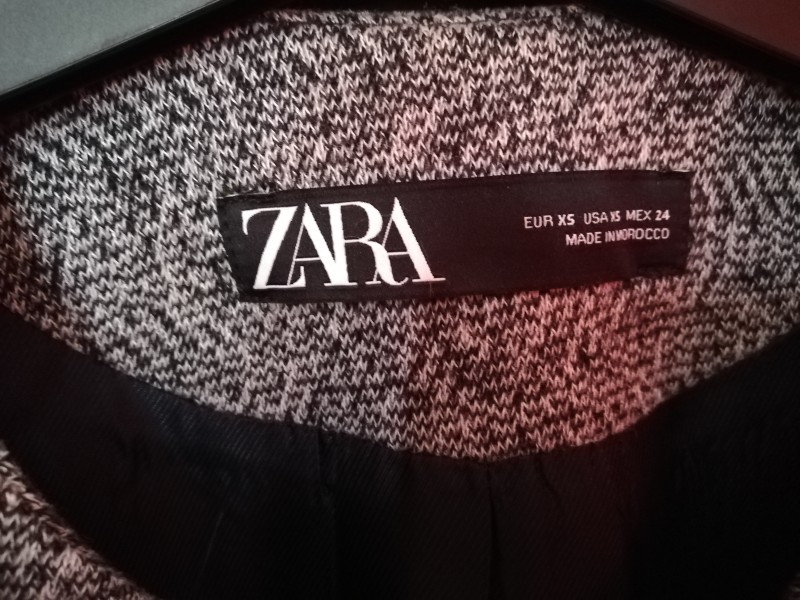 ZARA
EUR XS USA XS MEX 24
MADE IN MOROCCO